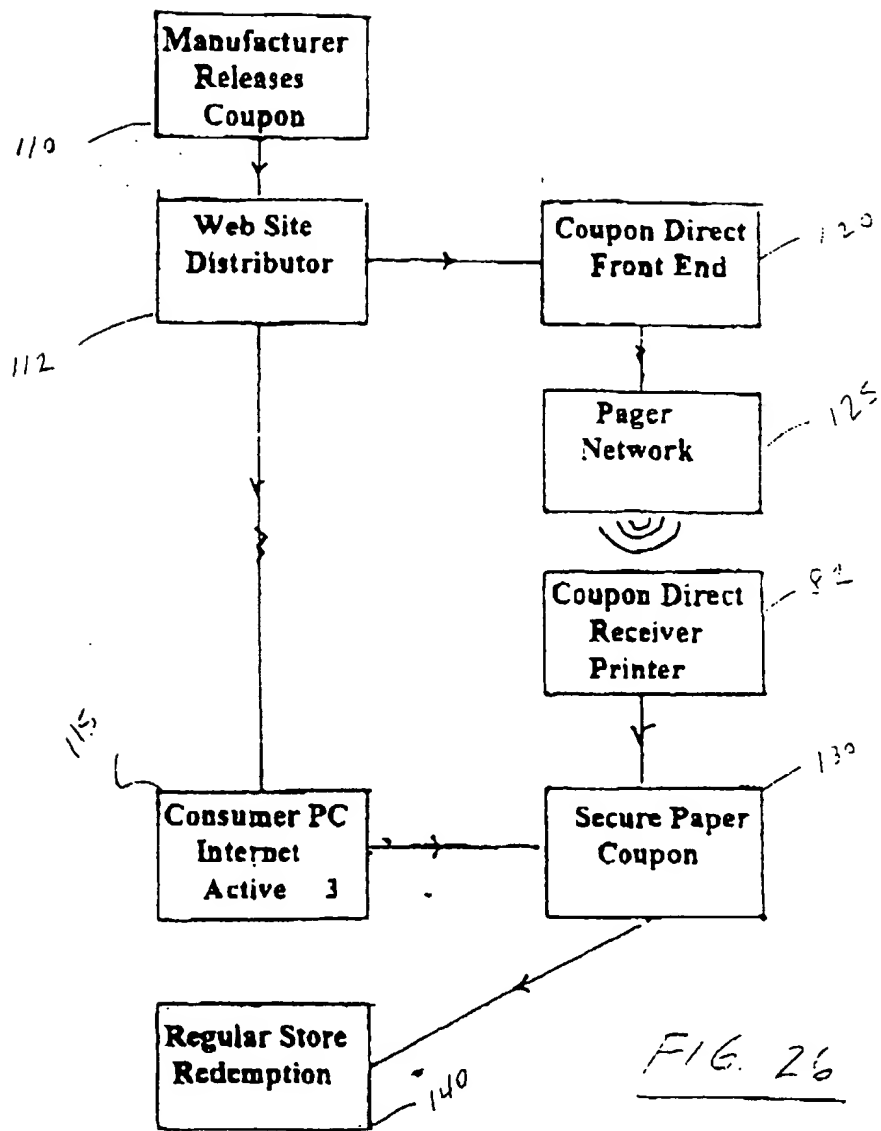 Manufacturer
Releases
Coupon
110
Web Site
Distributor
112
Coupon Direct
Front End
120
Pager
Network
125
Coupon Direct
Receiver
Printer
115
Consumer PC
Internet
Active 3
Secure Paper
Coupon
130
Regular Store
Redemption
140
FIG. 26